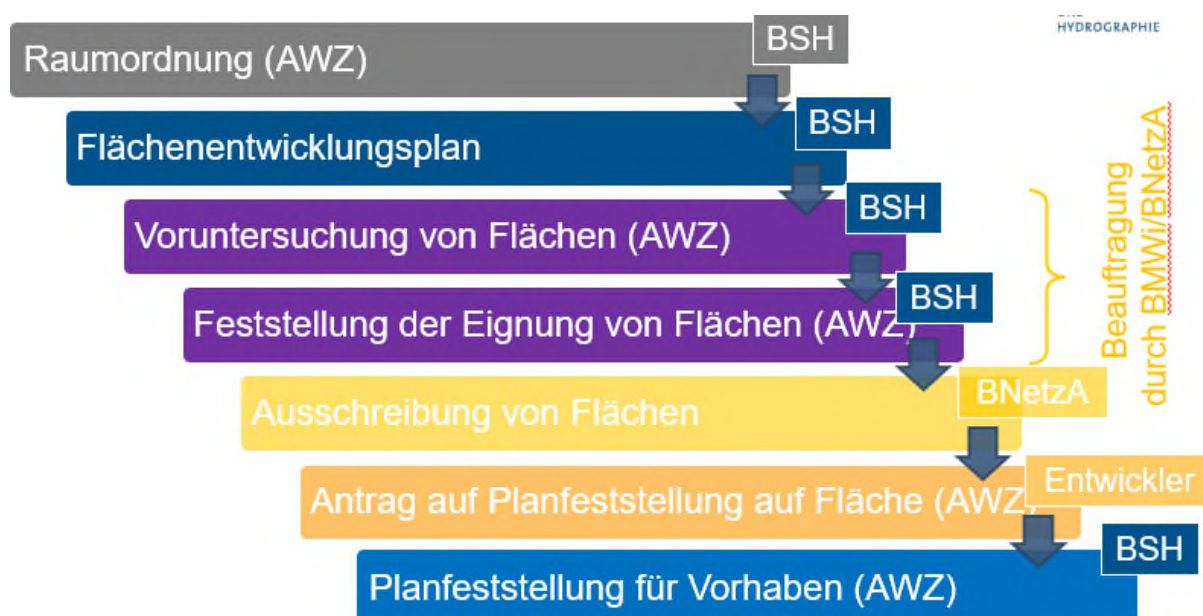 HYDROGRAPHIE
Raumordnung (AWZ)
BSH
Flächenentwicklungsplan
BSH
Voruntersuchung von Flächen (AWZ)
BSH
Feststellung der Eignung von Flächen (AWZ)
BSH
Beauftragung
durch BMWi/BNetzA
Ausschreibung von Flächen
BNetzA
Antrag auf Planfeststellung auf Fläche (AWZ)
Entwickler
Planfeststellung für Vorhaben (AWZ)
BSH